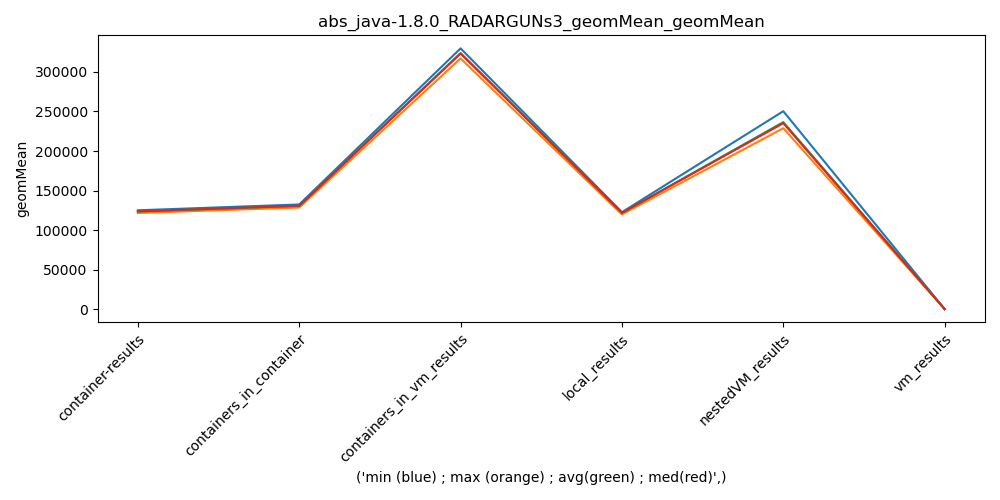 abs_java-1.8.0_RADARGUNs3_geomMean_geomMean
geomMean
300000
250000
200000
150000
100000
50000
0
container-results
containers_in_container
containers_in_vm_results
local_results
nestedVM_results
vm_results
('min (blue) ; max (orange) ; avg(green) ; med(red)',)